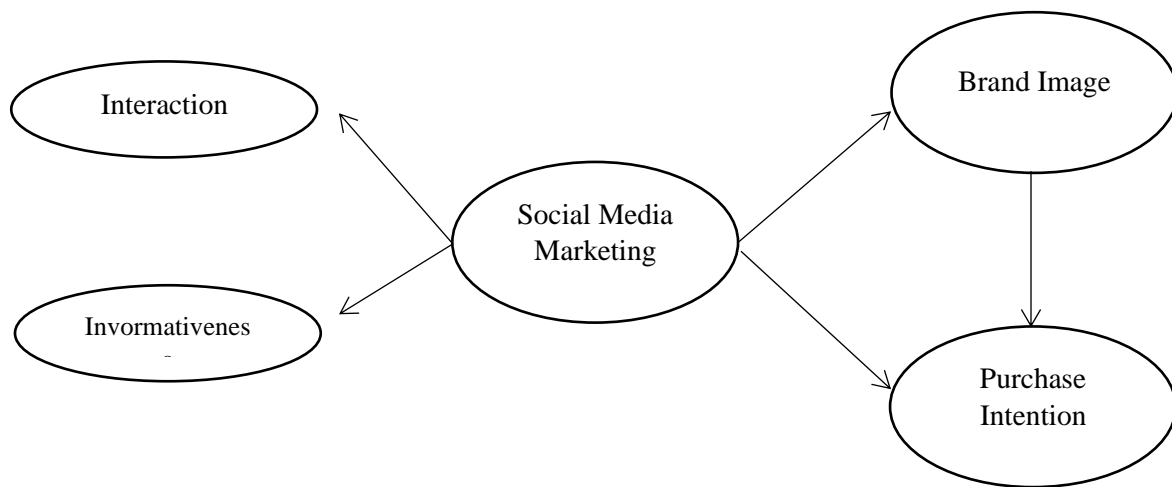 Interaction
Brand Image
Social Media
Marketing
Invormativenes
Purchase
Intention